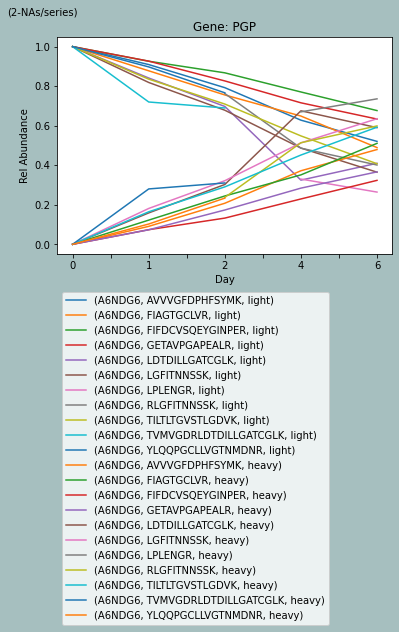 (2-NAs/series)
Gene: PGP
1.0
0.8
0.6
0.4
0.2
0.0
Rel Abundance
0 1 2 4 6
Day
(A6NDG6, AVVVGFDPHFSYMK, light)
(A6NDG6, FIAGTGCLVR, light)
(A6NDG6, FIFDCVSQEYGINPER, light)
(A6NDG6, GETAVPGAPEALR, light)
(A6NDG6, LDTDILLGATCGLK, light)
(A6NDG6, LGFITNNSSK, light)
(A6NDG6, LPLENGR, light)
(A6NDG6, RLGFITNNSSK, light)
(A6NDG6, TILTLTGVSTLGDVK, light)
(A6NDG6, TVMVGDRLDTDILLGATCGLK, light)
(A6NDG6, YLQQPGCLLVGTNMDNR, light)
(A6NDG6, AVVVGFDPHFSYMK, heavy)
(A6NDG6, FIAGTGCLVR, heavy)
(A6NDG6, FIFDCVSQEYGINPER, heavy)
(A6NDG6, GETAVPGAPEALR, heavy)
(A6NDG6, LDTDILLGATCGLK, heavy)
(A6NDG6, LGFITNNSSK, heavy)
(A6NDG6, LPLENGR, heavy)
(A6NDG6, RLGFITNNSSK, heavy)
(A6NDG6, TILTLTGVSTLGDVK, heavy)
(A6NDG6, TVMVGDRLDTDILLGATCGLK, heavy)
(A6NDG6, YLQQPGCLLVGTNMDNR, heavy)